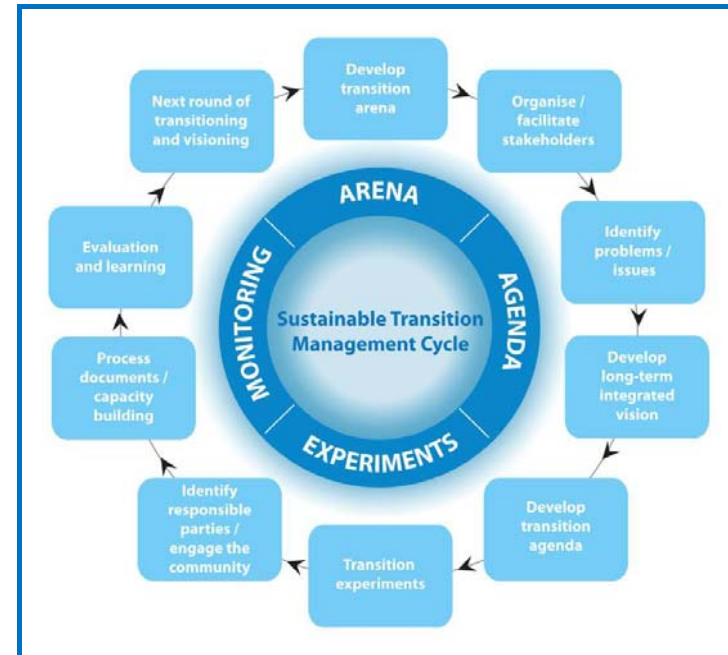 Develop
transition
arena
Organise /
facilitate
stakeholders
Identify
problems /
issues
Develop
long-term
integrated
vision
Develop
transition
agenda
Transition
experiments
Identify
responsible
parties /
engage the
community
Process
documents /
capacity
building
Evaluation
and learning
Next round of
transitioning
and visioning
ARENA
AGENDA
EXPERIMENTS
MONITORING
Sustainable Transition
Management Cycle